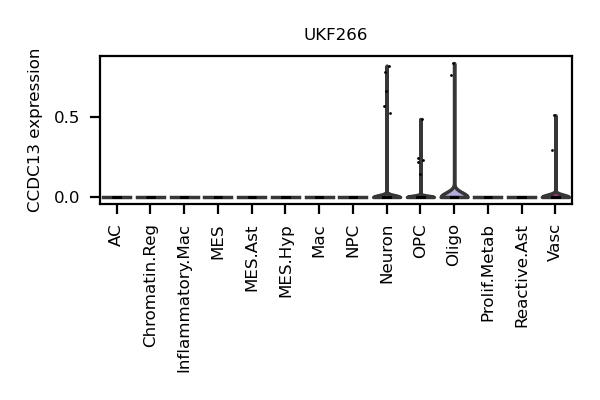 UKF266
CCDC13 expression
0.5
0.0
AC
Chromatin.Reg
Inflammatory.Mac
MES
MES.Ast
MES.Hyp
Mac
NPC
Neuron
OPC
Oligo
Prolif.Metab
Reactive.Ast
Vasc